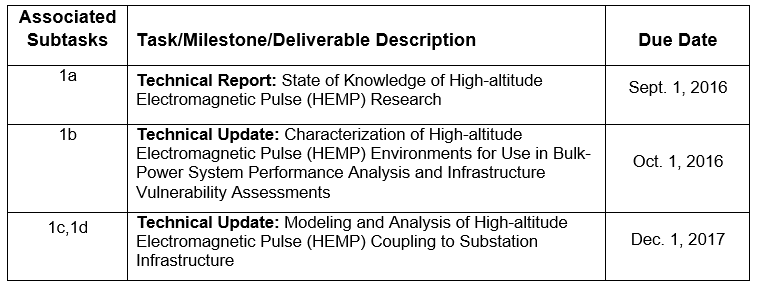 Associated
Subtasks
Task/Milestone/Deliverable Description
Due Date
1a
Technical Report: State of Knowledge of High-altitude
Electromagnetic Pulse (HEMP) Research
Sept. 1, 2016
1b
Technical Update: Characterization of High-altitude
Electromagnetic Pulse (HEMP) Environments for Use in Bulk-
Power System Performance Analysis and Infrastructure
Vulnerability Assessments
Oct. 1, 2016
1c,1d
Technical Update: Modeling and Analysis of High-altitude
Electromagnetic Pulse (HEMP) Coupling to Substation
Infrastructure
Dec. 1, 2017